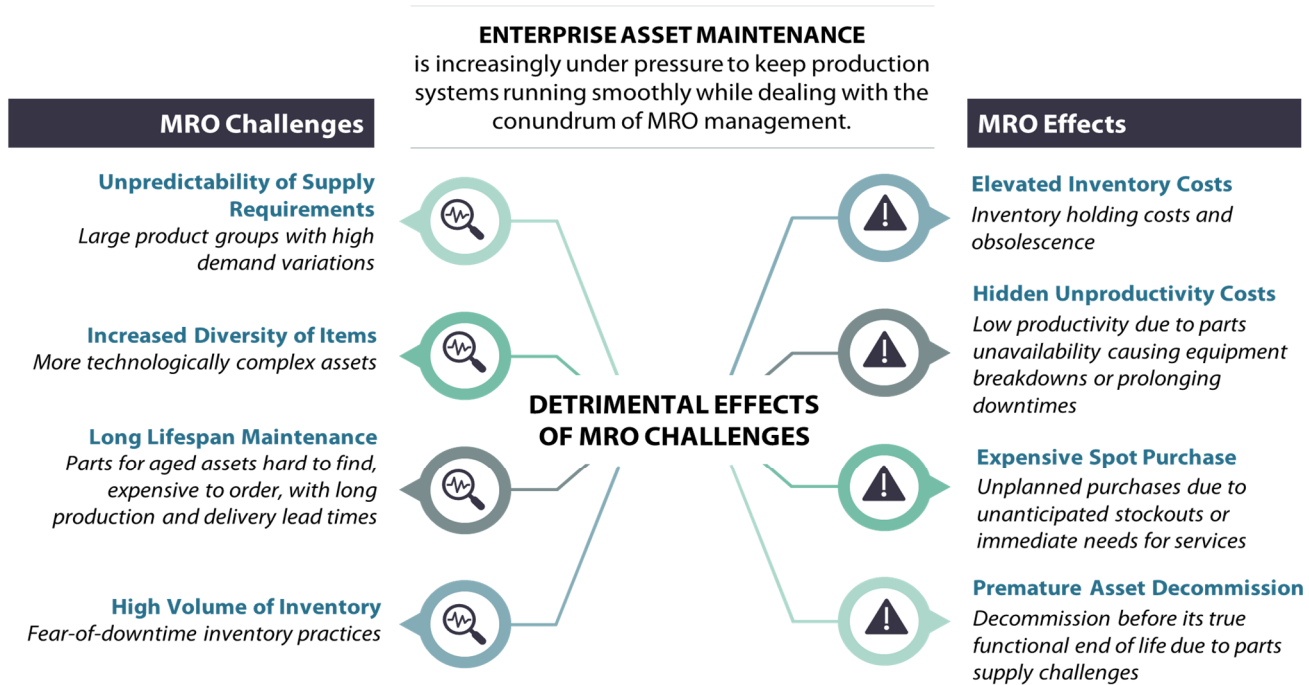 ENTERPRISE ASSET MAINTENANCE
is increasingly under pressure to keep production
systems running smoothly while dealing with the
conundrum of MRO management.
MRO Challenges
Unpredictability of Supply
Requirements
Large product groups with high
demand variations
Increased Diversity of Items
More technologically complex assets
Long Lifespan Maintenance
Parts for aged assets hard to find,
expensive to order, with long
production and delivery lead times
High Volume of Inventory
Fear-of-downtime inventory practices
DETRIMENTAL EFFECTS
OF MRO CHALLENGES
MRO Effects
Elevated Inventory Costs
Inventory holding costs and
obsolescence
Hidden Unproductivity Costs
Low productivity due to parts
unavailability causing equipment
breakdowns or prolonging
downtimes
Expensive Spot Purchase
Unplanned purchases due to
unanticipated stockouts or
immediate needs for services
Premature Asset Decommission
Decommission before its true
functional end of life due to parts
supply challenges